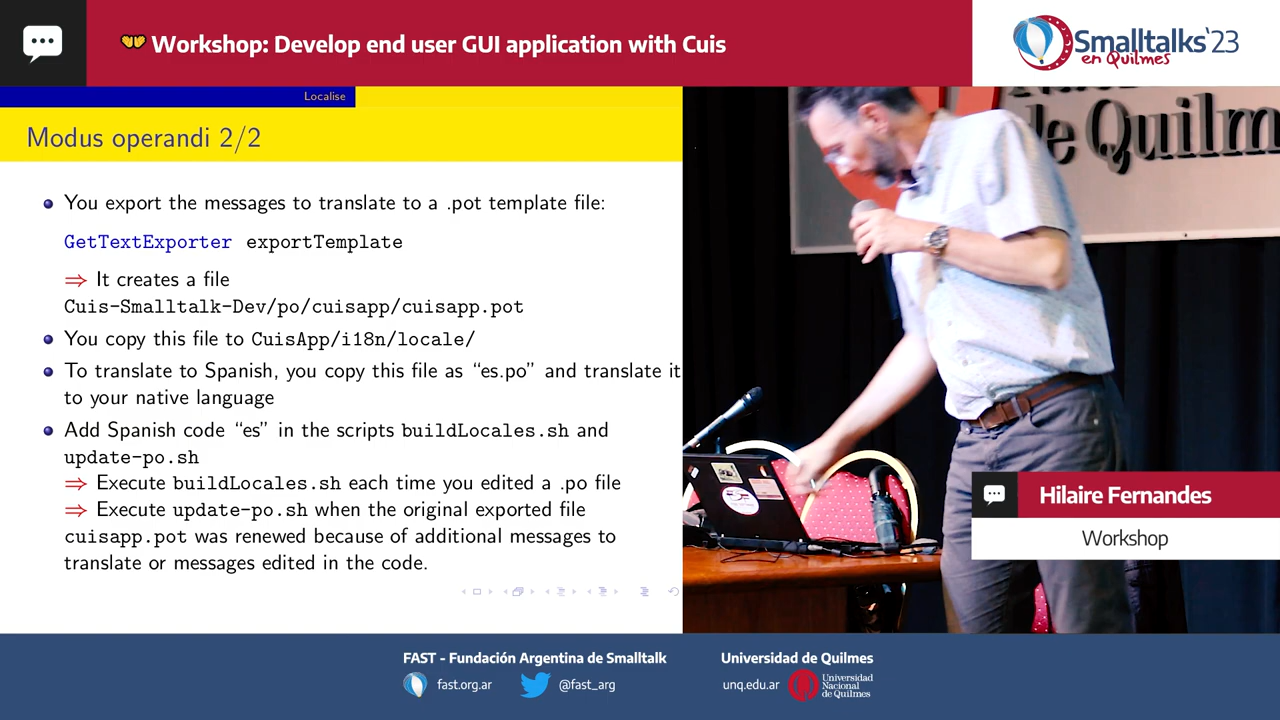 Workshop: Develop end user GUI application with Cuis
Smalltalks'23
en Quilmes
Localise
Modus operandi 2/2
You export the messages to translate to a .pot template file:
GetTextExporter exportTemplate
⇒ It creates a file
Cuis-Smalltalk-Dev/po/cuisapp/cuisapp.pot
You copy this file to CuisApp/i18n/locale/
To translate to Spanish, you copy this file as “es.po” and translate it
to your native language
Add Spanish code “es” in the scripts buildLocales.sh and
update-po.sh
⇒ Execute buildLocales.sh each time you edited a .po file
⇒ Execute update-po.sh when the original exported file
cuisapp.pot was renewed because of additional messages to
translate or messages edited in the code.
de Quilm
Hilaire Fernandes
Workshop
FAST - Fundación Argentina de Smalltalk
fast.org.ar
@fast_arg
Universidad de Quilmes
unq.edu.ar
Universidad
Nacional
de Quilmes